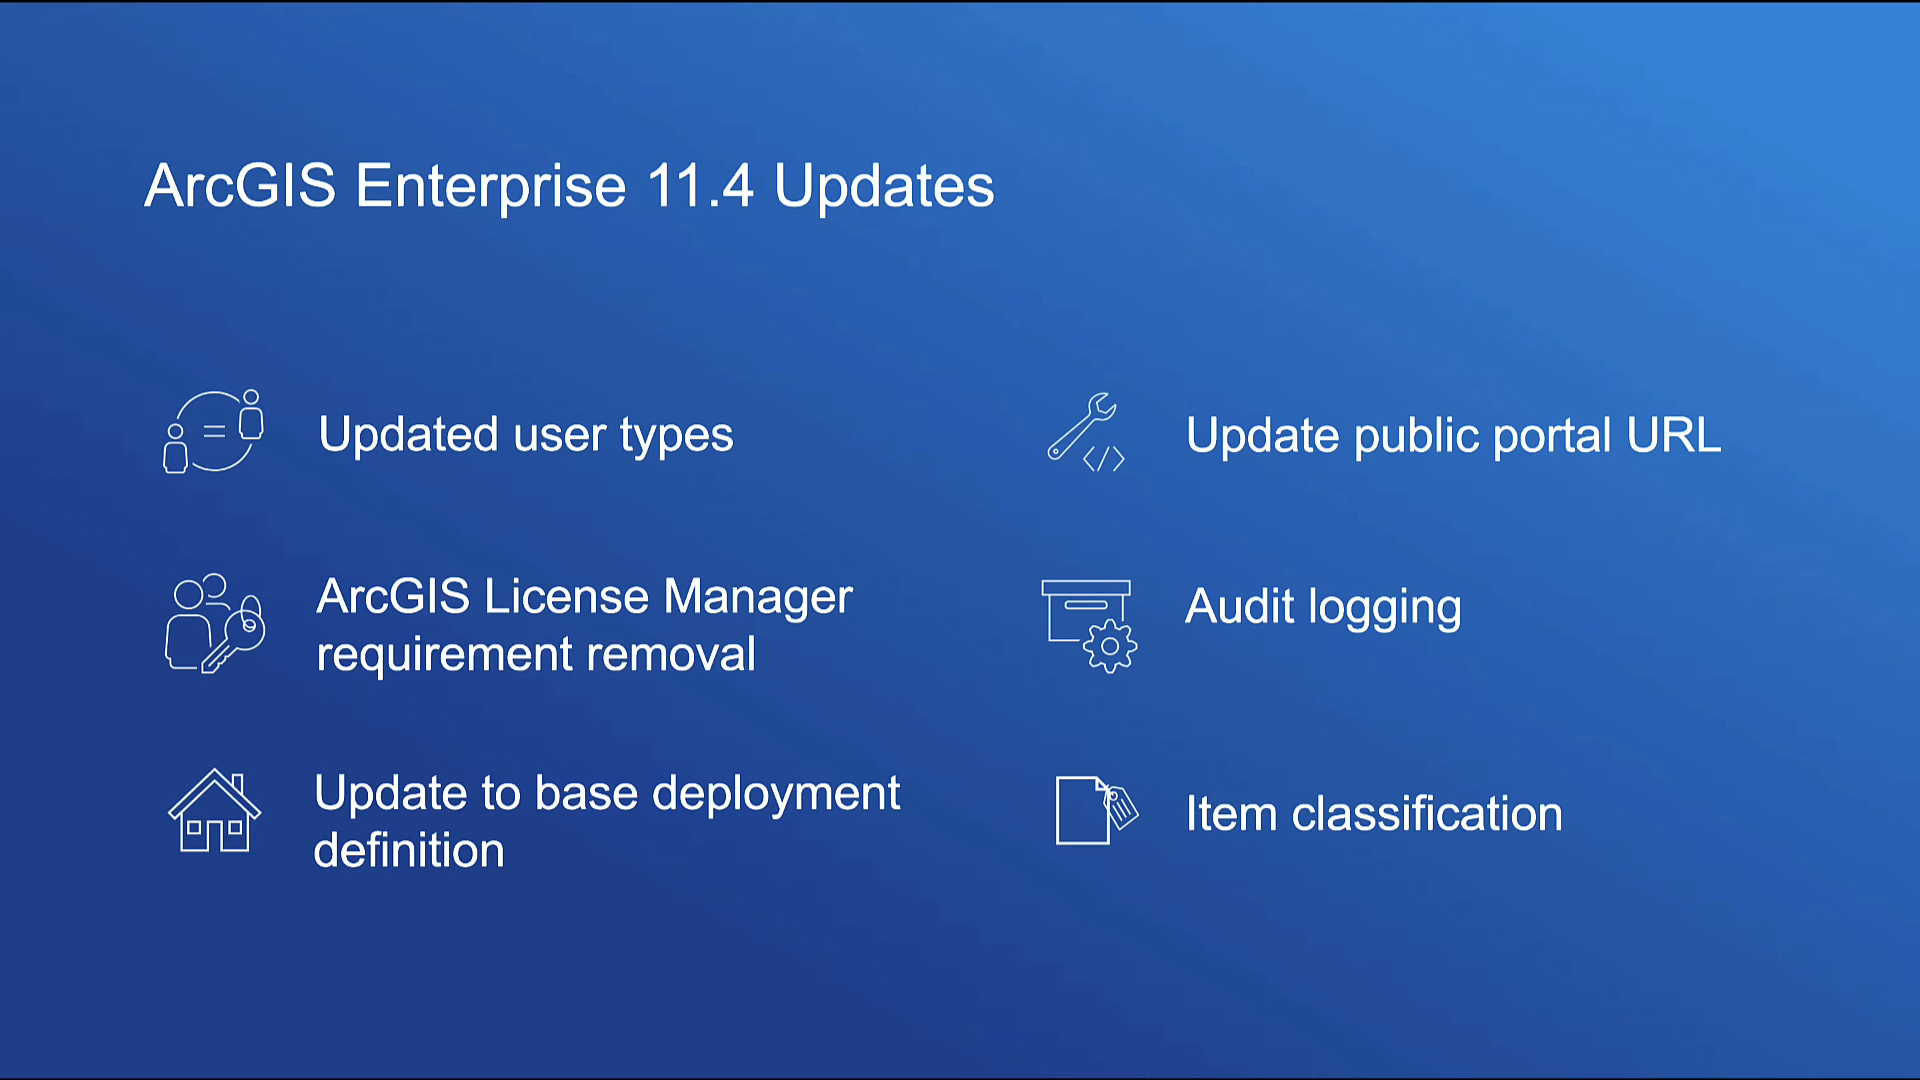 ArcGIS Enterprise 11.4 Updates
Updated user types
ArcGIS License Manager
requirement removal
Update to base deployment
definition
Update public portal URL
Audit logging
Item classification